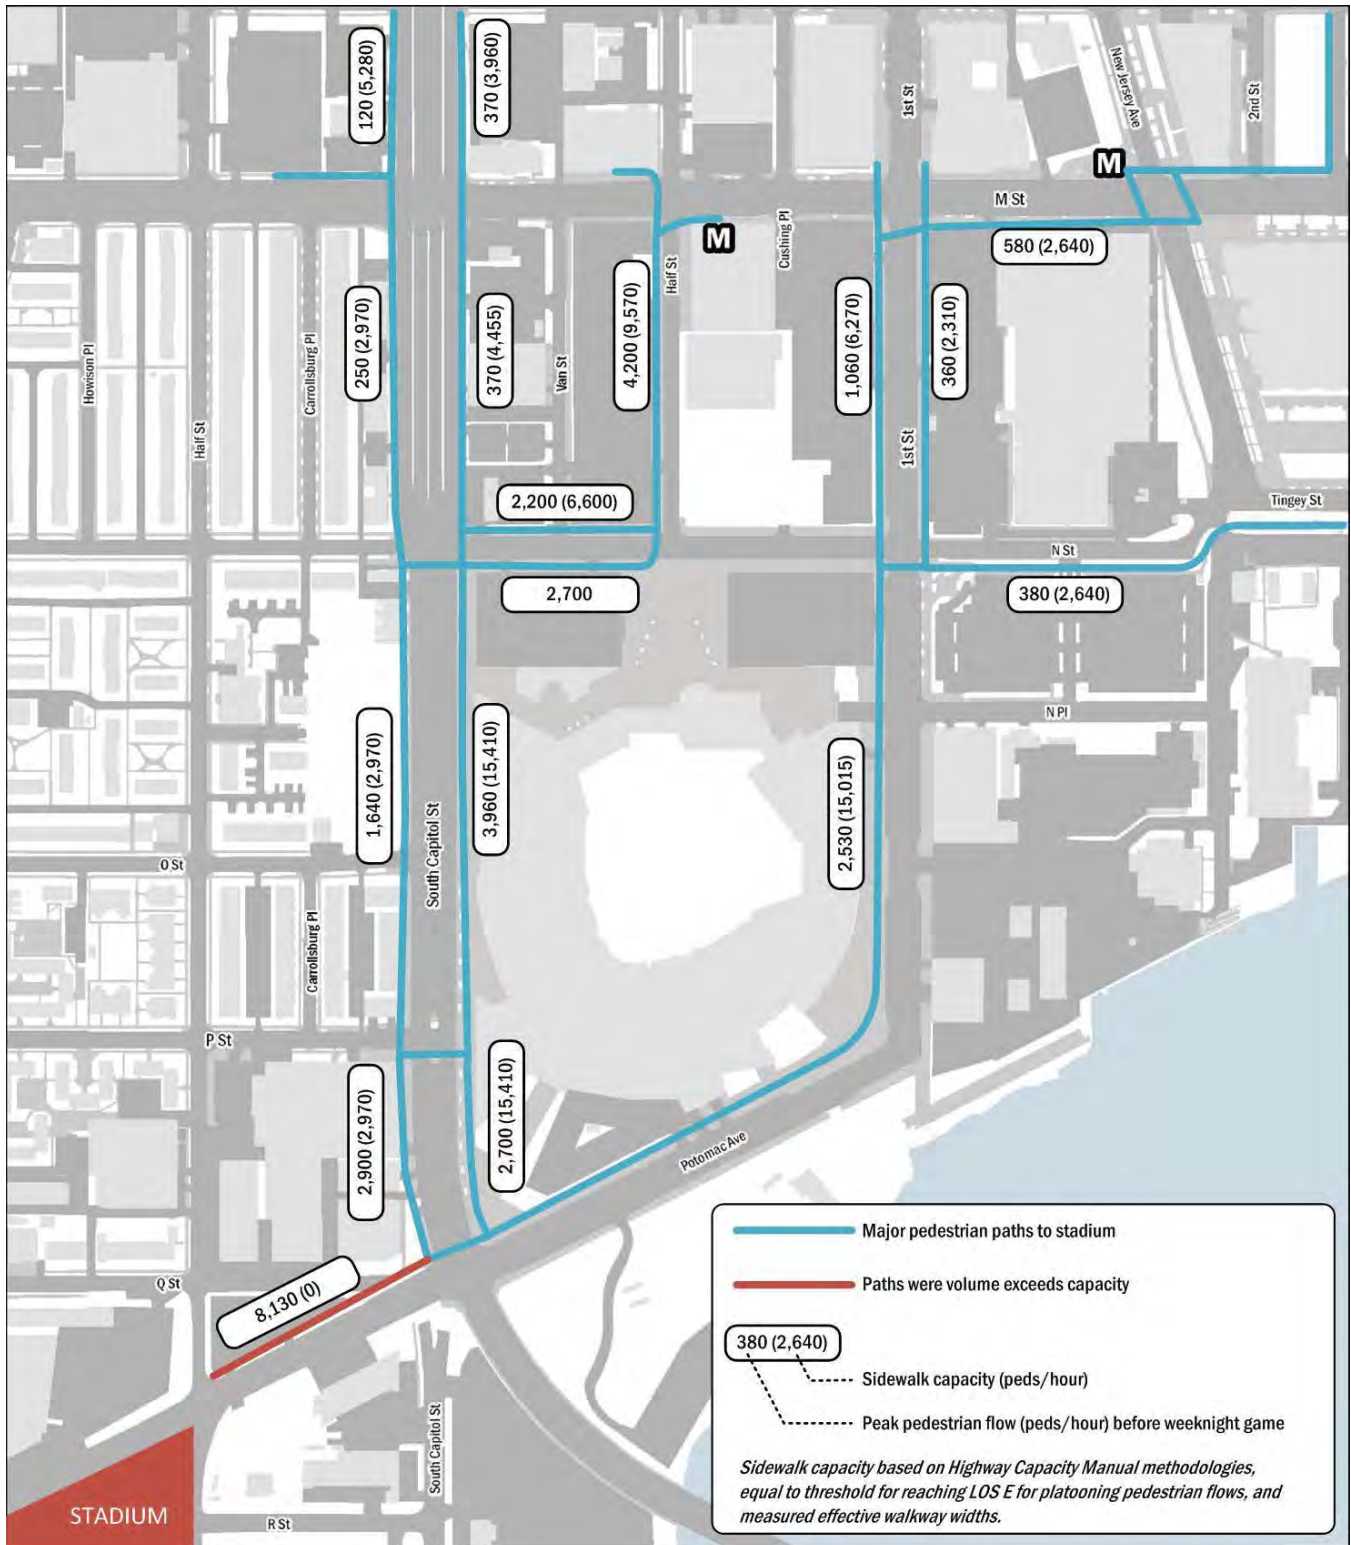 120 (5,280)
370 (3,960)
1st St
New Jersey Ave
2nd St
M
M St
M
Cushing Pl
Half St
580 (2,640)
250 (2,970)
370 (4,455)
4,200 (9,570)
1,060 (6,270)
360 (2,310)
Howison Pl
Half St
Carrollsburg Pl
Van St
1st St
2,200 (6,600)
Tingey St
N St
2,700
380 (2,640)
N Pl
1,640 (2,970)
3,960 (15,410)
2,530 (15,015)
South Capitol St
O St
Carrollsburg Pl
P St
2,900 (2,970)
2,700 (15,410)
Potomac Ave
Q St
8,130 (0)
South Capitol St
STADIUM
R St
Major pedestrian paths to stadium
Paths were volume exceeds capacity
380 (2,640)
Sidewalk capacity (peds/hour)
Peak pedestrian flow (peds/hour) before weeknight game
Sidewalk capacity based on Highway Capacity Manual methodologies,
equal to threshold for reaching LOS E for platooning pedestrian flows, and
measured effective walkway widths.